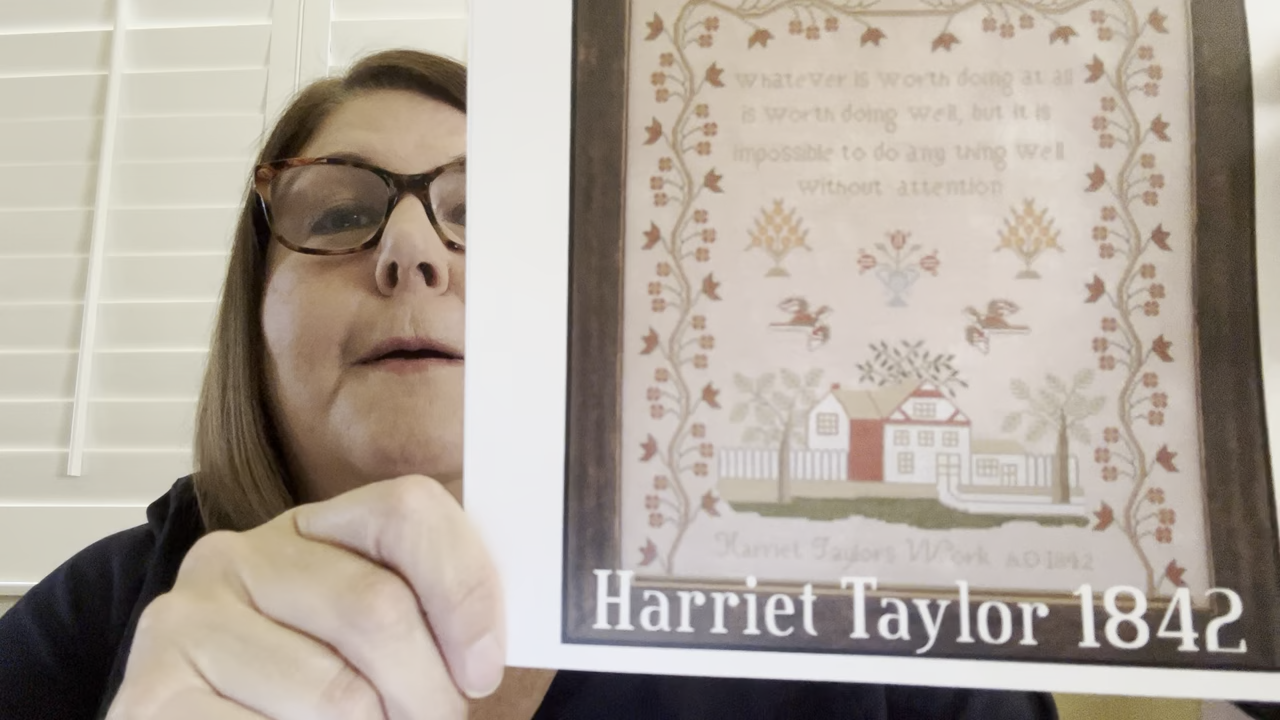 Whatever is Worth doing at all
is Worth doing Well, but it is
impossible to do any thing Well
Without attention
Harriet Taylors Work AD 1842
Harriet Taylor 1842